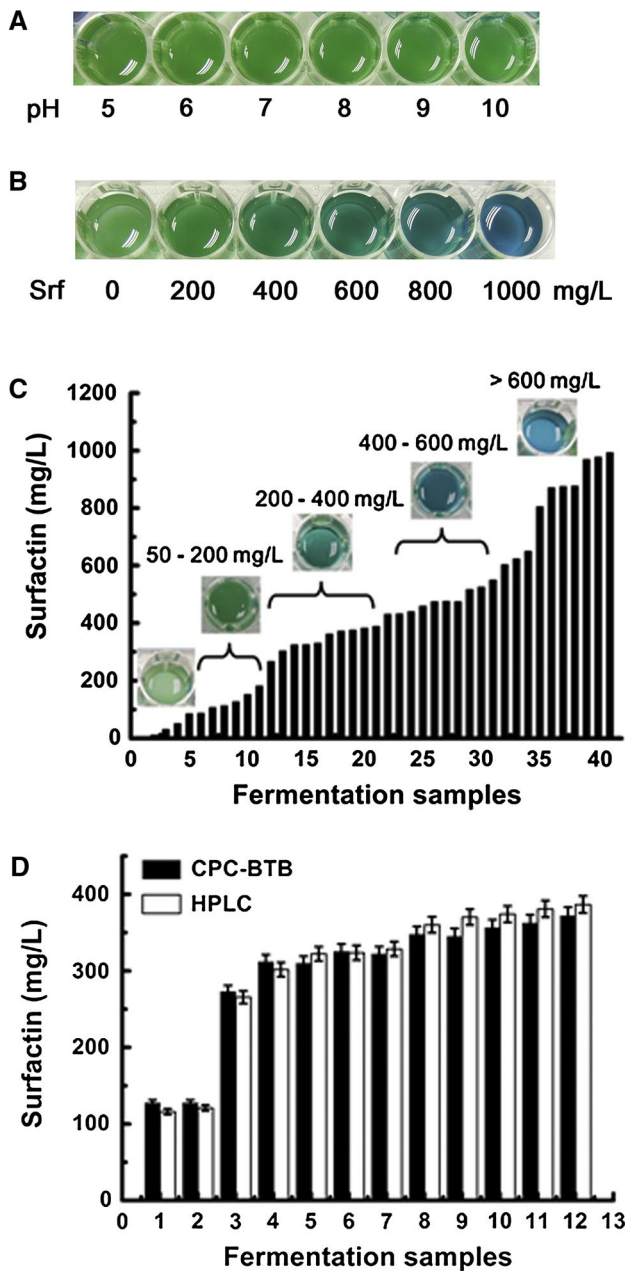 A
pH 5 6 7 8 9 10
B
Srf 0 200 400 600 800 1000 mg/L
C
Surfactin (mg/L)
1200
1000
800
600
400
200
0
50 - 200 mg/L
200 - 400 mg/L
400 - 600 mg/L
> 600 mg/L
0 5 10 15 20 25 30 35 40
Fermentation samples
D
CPC-BTB
HPLC
Surfactin (mg/L)
400
300
200
100
0
0 1 2 3 4 5 6 7 8 9 10 11 12 13
Fermentation samples